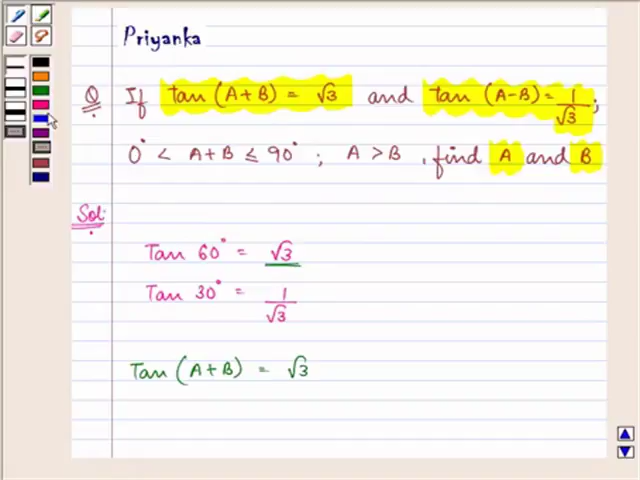 Priyanka
Q If tan (A+B) = √3 and tan (A-B) = 1/√3 ;
0° < A+B ≤ 90° ; A > B , find A and B
Sol:
Tan 60° = √3
Tan 30° = 1/√3
Tan (A+B) = √3